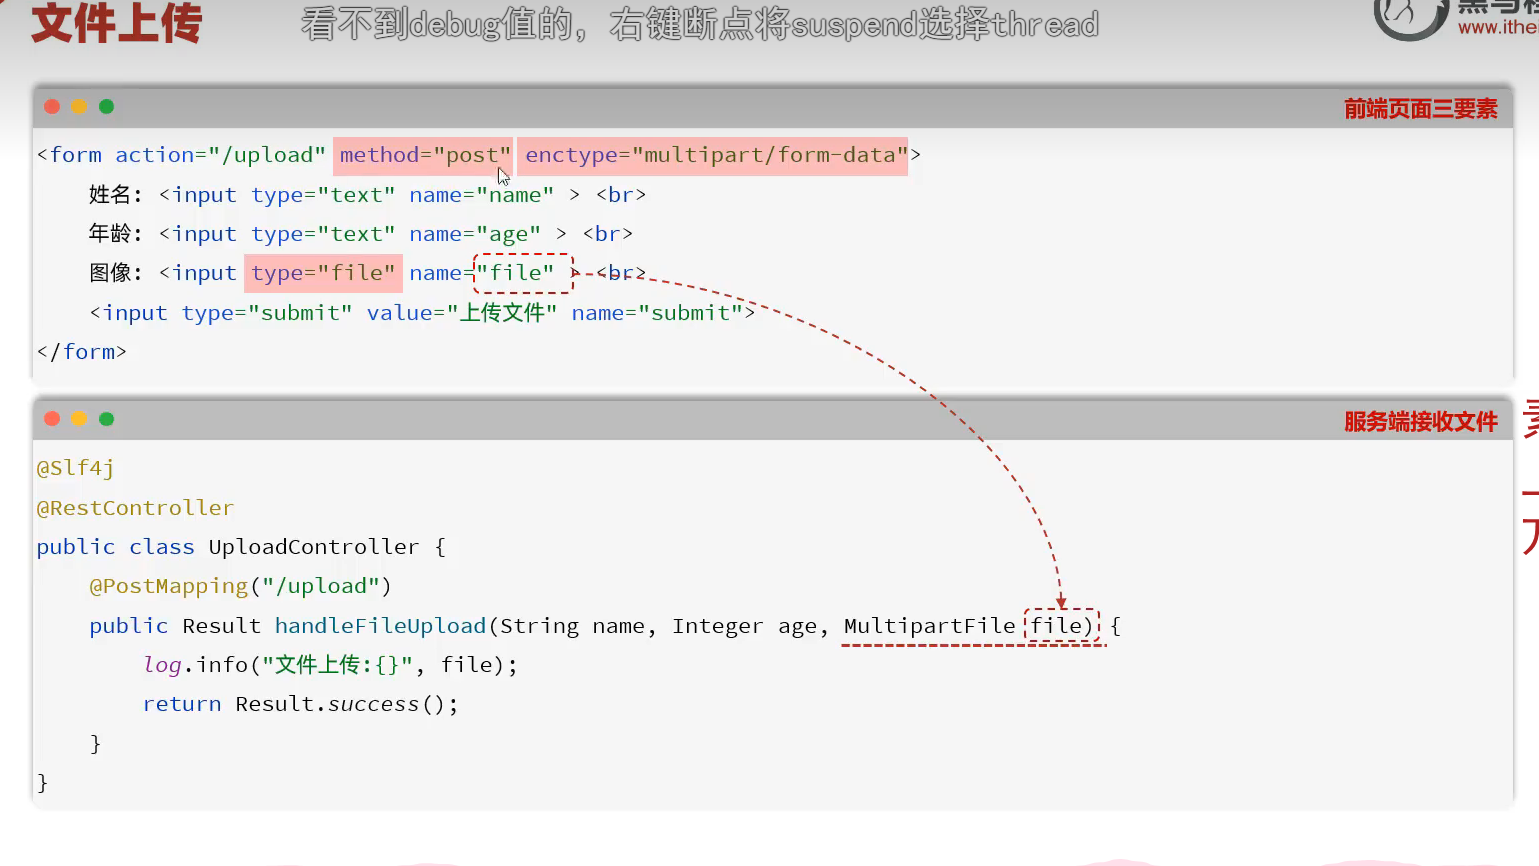 文件上传
看不到debug值的，右键断点将suspend选择thread
www.ithe
前端页面三要素
<form action="/upload" method="post" enctype="multipart/form-data">
姓名: <input type="text" name="name" > <br>
年龄: <input type="text" name="age" > <br>
图像: <input type="file" name="file" > <br>
<input type="submit" value="上传文件" name="submit">
</form>
服务端接收文件
@Slf4j
@RestController
public class UploadController {
@PostMapping("/upload")
public Result handleFileUpload(String name, Integer age, MultipartFile file) {
log.info("文件上传:{}", file);
return Result.success();
}
}